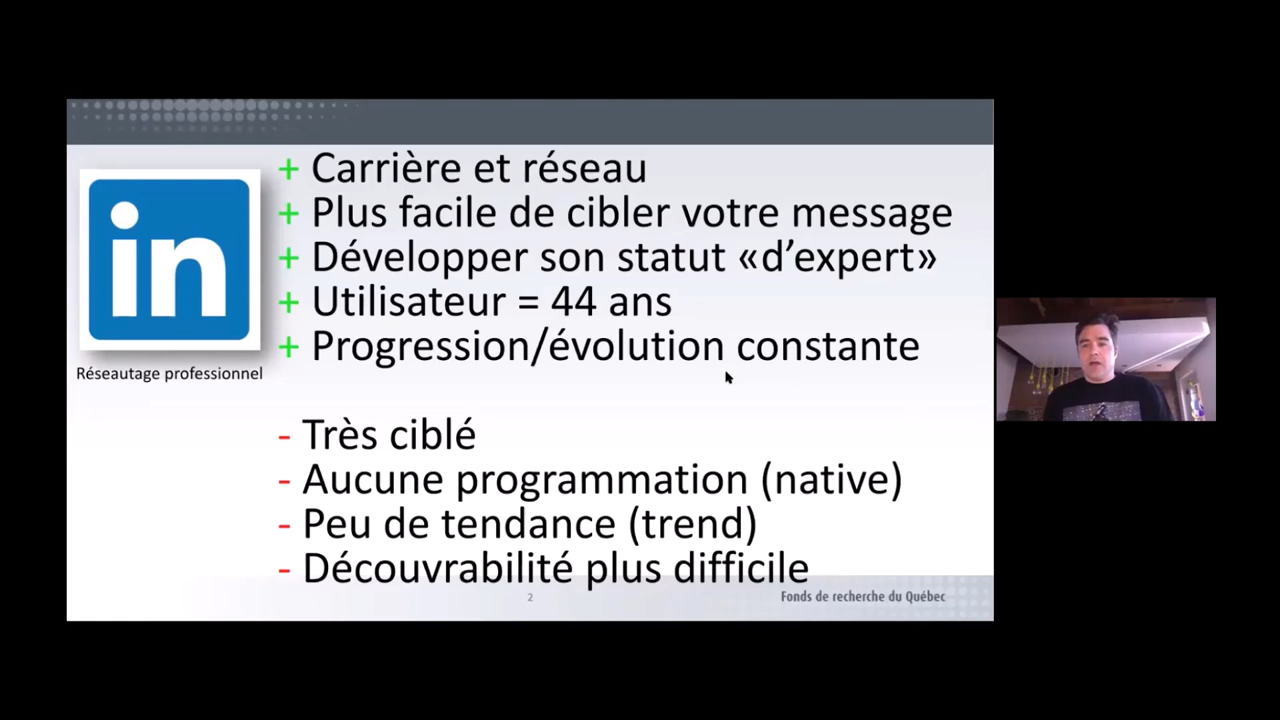 in
+ Carrière et réseau
+ Plus facile de cibler votre message
+ Développer son statut «d’expert»
+ Utilisateur = 44 ans
+ Progression/évolution constante
Réseautage professionnel
- Très ciblé
- Aucune programmation (native)
- Peu de tendance (trend)
- Découvrabilité plus difficile
2
Fonds de recherche du Québec